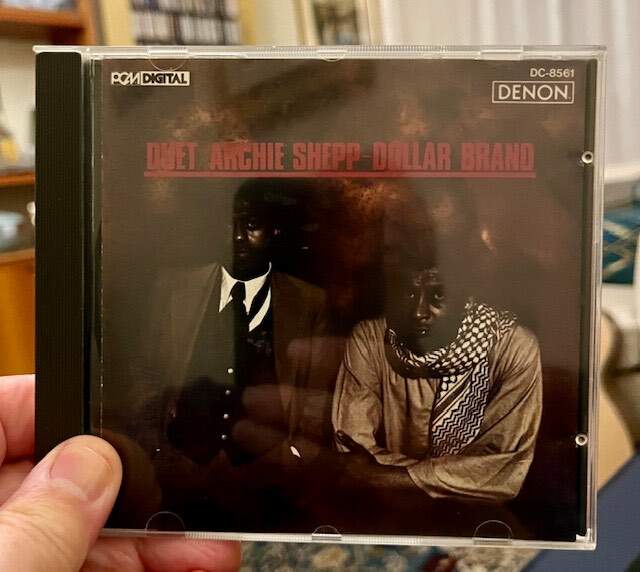 PCM DIGITAL
DC-8561
DENON
DUET ARCHIE SHEPP-DOLLAR BRAND